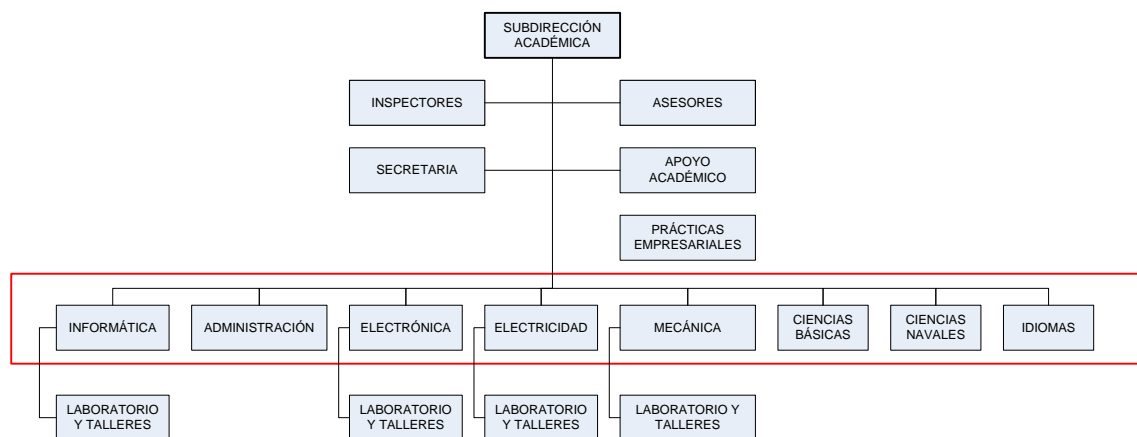 SUBDIRECCIÓN
ACADÉMICA
INSPECTORES
ASESORES
SECRETARIA
APOYO
ACADÉMICO
PRÁCTICAS
EMPRESARIALES
INFORMÁTICA
ADMINISTRACIÓN
ELECTRÓNICA
ELECTRICIDAD
MECÁNICA
CIENCIAS
BÁSICAS
CIENCIAS
NAVALES
IDIOMAS
LABORATORIO
Y TALLERES
LABORATORIO
Y TALLERES
LABORATORIO
Y TALLERES
LABORATORIO Y
TALLERES